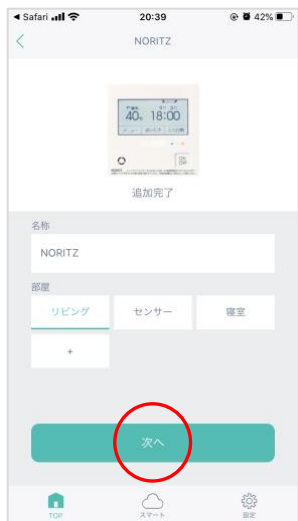 ◀ Safari 20:39 42%
NORITZ
40℃ 18:00
追加完了
名称
NORITZ
部屋
リビング センサー 寝室
+
次へ
TOP スマート 設定